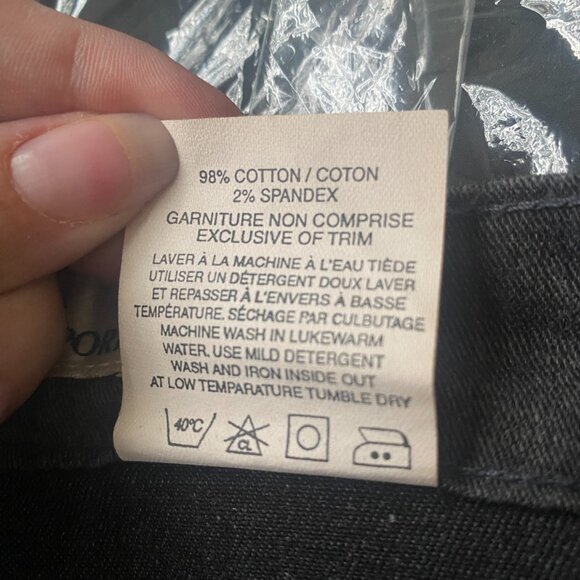 98% COTTON / COTON
2% SPANDEX
GARNITURE NON COMPRISE
EXCLUSIVE OF TRIM
LAVER À LA MACHINE À L'EAU TIÈDE
UTILISER UN DÉTERGENT DOUX LAVER
ET REPASSER À L'ENVERS À BASSE
TEMPÉRATURE. SÉCHAGE PAR CULBUTAGE
MACHINE WASH IN LUKEWARM
WATER. USE MILD DETERGENT
WASH AND IRON INSIDE OUT
AT LOW TEMPARATURE TUMBLE DRY
40°C CL